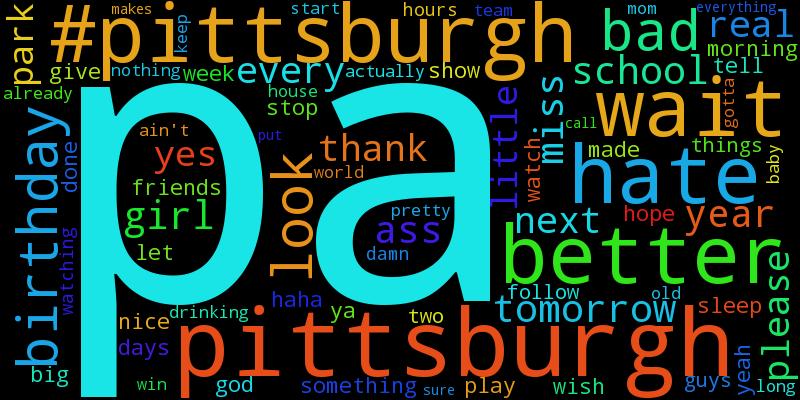 makes
start
hours
team
mom
everything
park
#pittsburgh
keep
bad
real
morning
give
nothing
week
every
actually
show
school
tell
already
house
stop
miss
wait
gotta
pa
ain't
put
little
call
birthday
done
yes
look
thank
world
watch
hate
made
things
baby
friends
girl
pretty
ass
next
hope
year
let
damn
better
watching
haha
ya
two
follow
tomorrow
old
sleep
please
nice
drinking
pittsburgh
days
big
win
god
something
sure
play
wish
guys
yeah
long